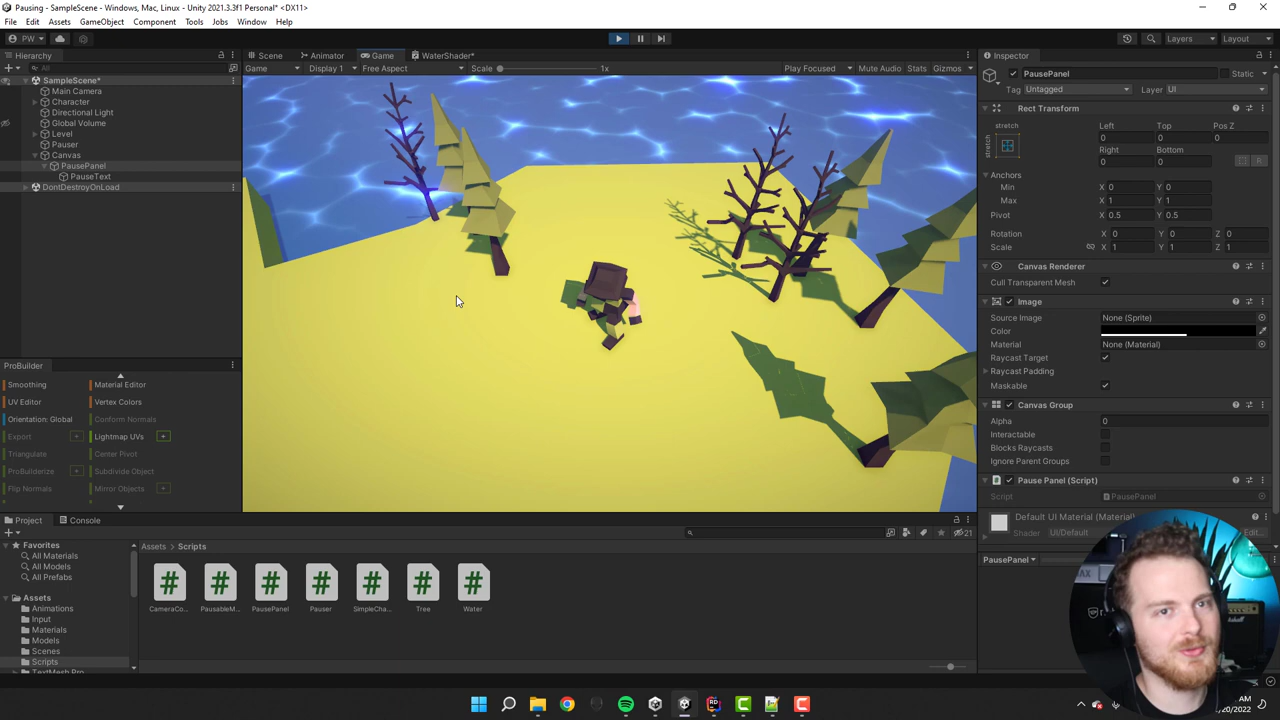 Pausing - SampleScene - Windows, Mac, Linux - Unity 2021.3.3f1 Personal* <DX11>
File Edit Assets GameObject Component Tools Jobs Window Help
PW Layers Layout
Hierarchy Scene Animator Game WaterShader* Inspector
All
Game Display 1 Free Aspect Scale 1x Play Focused Mute Audio Stats Gizmos
PausePanel Static
Tag Untagged Layer UI
SampleScene*
Main Camera
Character
Directional Light
Global Volume
Level
Pauser
Canvas
PausePanel
PauseText
DontDestroyOnLoad
Rect Transform
stretch Left Top Pos Z
stretch 0 0 0
Right Bottom
0 0 R
Anchors
Min X 0 Y 0
Max X 1 Y 1
Pivot X 0.5 Y 0.5
Rotation X 0 Y 0 Z 0
Scale X 1 Y 1 Z 1
Canvas Renderer
Cull Transparent Mesh
Image
Source Image None (Sprite)
Color
Material None (Material)
Raycast Target
Raycast Padding
Maskable
Canvas Group
Alpha 0
Interactable
Blocks Raycasts
Ignore Parent Groups
Pause Panel (Script)
Script PausePanel
Default UI Material (Material)
Shader UI/Default Edit...
PausePanel
ProBuilder
Smoothing Material Editor
UV Editor Vertex Colors
Orientation: Global Conform Normals
Export Lightmap UVs
Triangulate Center Pivot
ProBuilderize Subdivide Object
Flip Normals Mirror Objects
Project Console
21
Favorites
All Materials
All Models
All Prefabs
Assets
Animations
Input
Materials
Models
Scenes
Scripts
TextMesh Pro
Assets > Scripts
CameraCo... PausableM... PausePanel Pauser SimpleCha... Tree Water